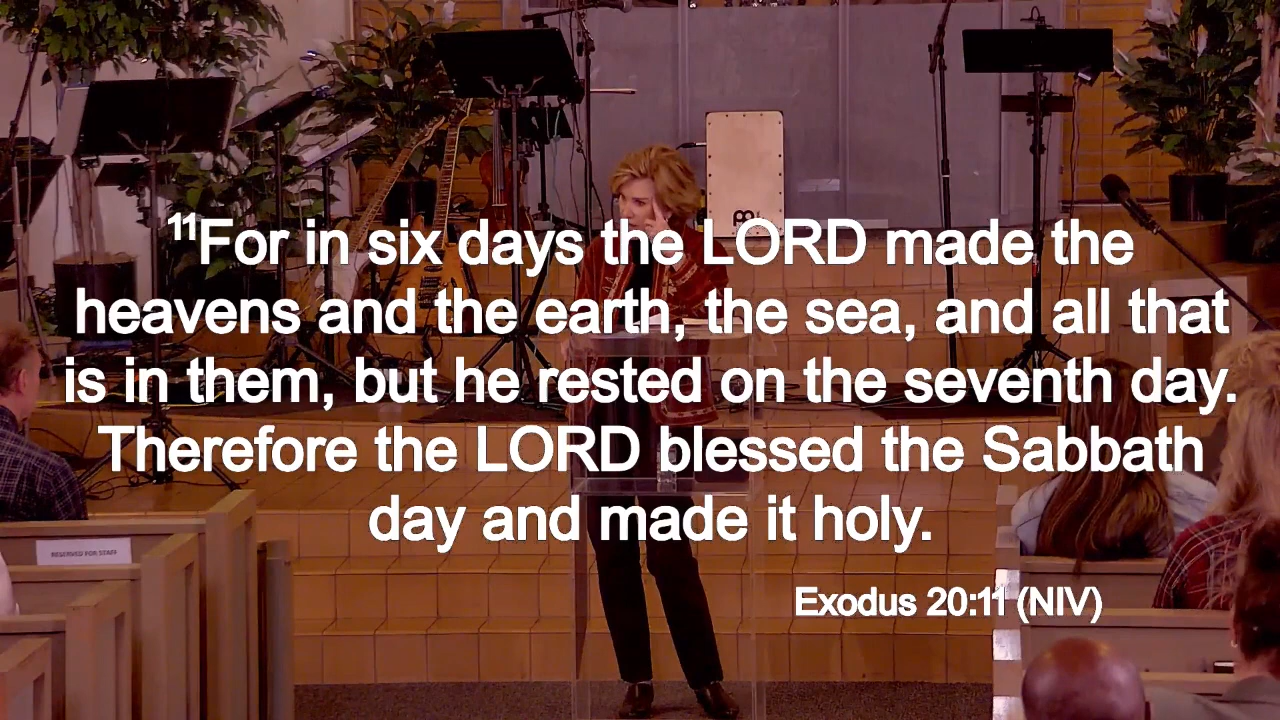 ¹¹For in six days the LORD made the
heavens and the earth, the sea, and all that
is in them, but he rested on the seventh day.
Therefore the LORD blessed the Sabbath
day and made it holy.
Exodus 20:11 (NIV)
RESERVED FOR STAFF